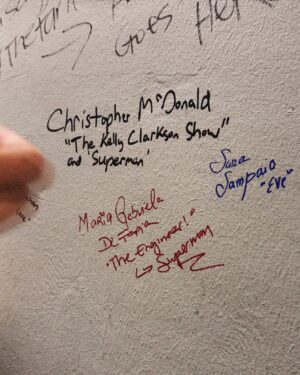 Goes Her
Christopher McDonald
"The Kelly Clarkson Show"
and "Superman"
Sara
Sampaio
"EVE"
Maria Gabriela
De Faria
"The Engineer!"
↳ Superman